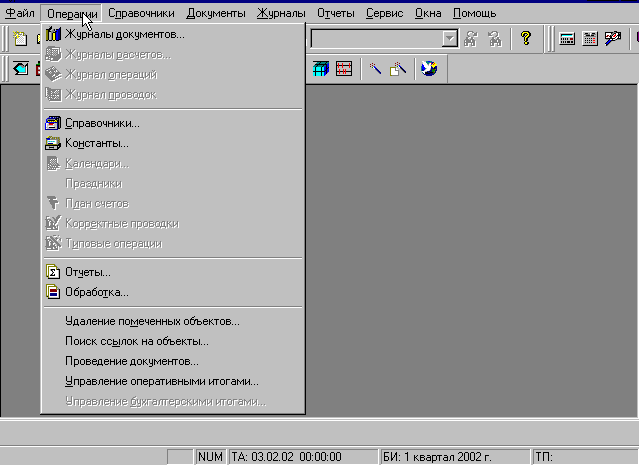 Файл Операции Справочники Документы Журналы Отчеты Сервис Окна Помощь
Журналы документов...
Журналы расчетов...
Журнал операций
Журнал проводок
Справочники...
Константы...
Календари...
Праздники
План счетов
Корректные проводки
Типовые операции
Отчеты...
Обработка...
Удаление помеченных объектов...
Поиск ссылок на объекты...
Проведение документов...
Управление оперативными итогами...
Управление бухгалтерскими итогами...
NUM ТА: 03.02.02 00:00:00 БИ: 1 квартал 2002 г. ТП: